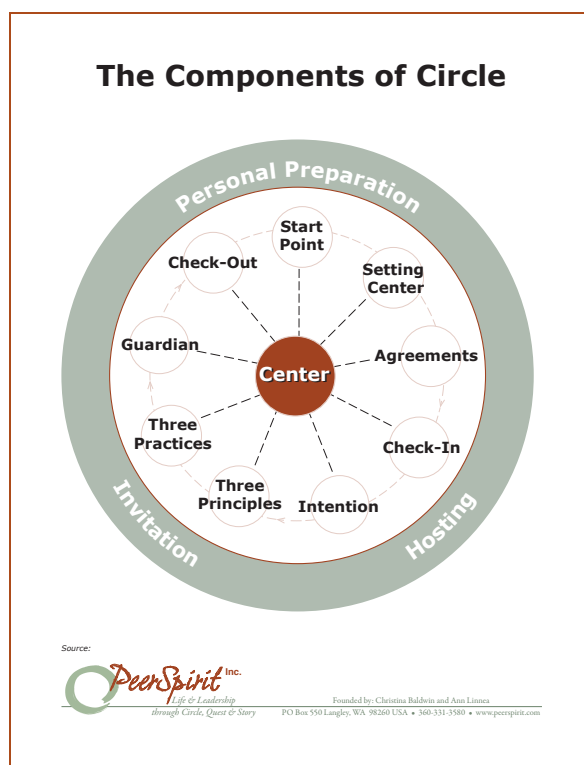 The Components of Circle
Personal Preparation
Start
Point
Setting
Center
Agreements
Check-In
Intention
Three
Principles
Three
Practices
Guardian
Check-Out
Center
Hosting
Invitation
Source:
PeerSpirit Inc.
Life & Leadership
through Circle, Quest & Story
Founded by: Christina Baldwin and Ann Linnea
PO Box 550 Langley, WA 98260 USA • 360-331-3580 • www.peerspirit.com